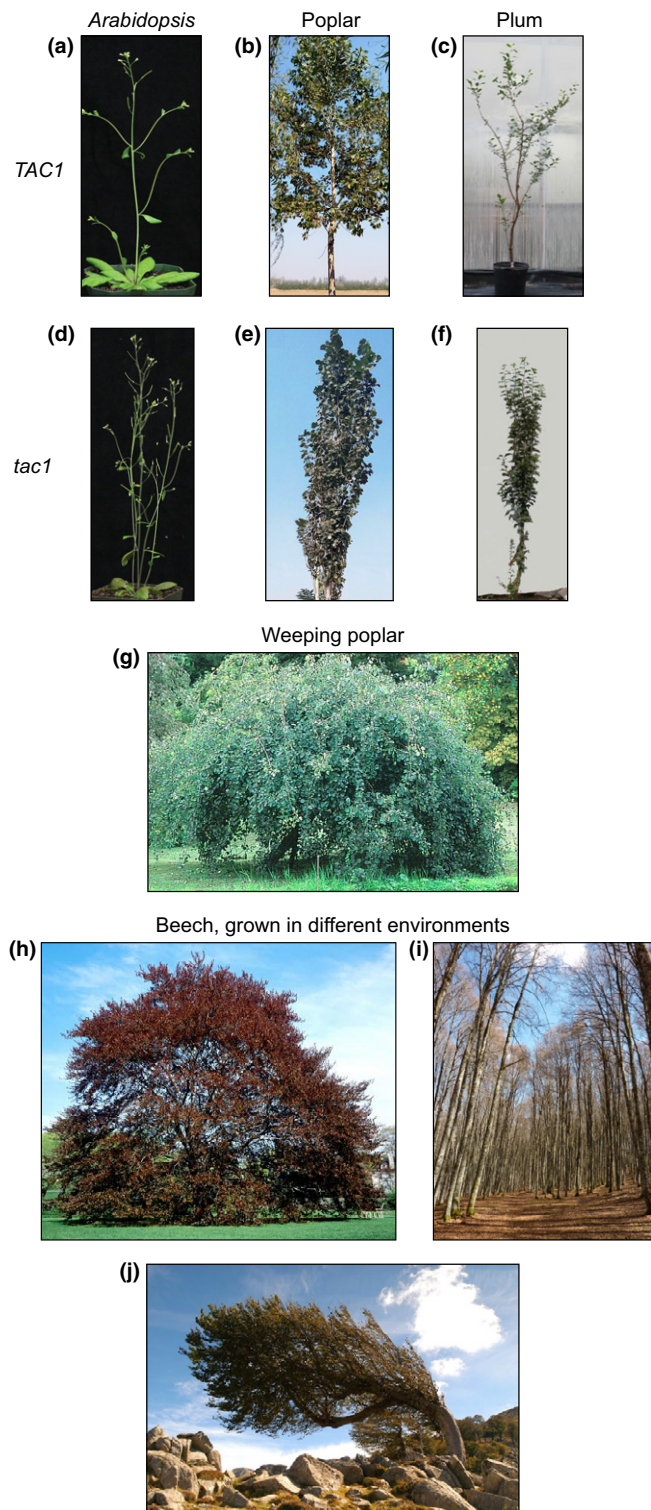 Arabidopsis
Poplar
Plum
(a)
(b)
(c)
TAC1
(d)
(e)
(f)
tac1
Weeping poplar
(g)
Beech, grown in different environments
(h)
(i)
(j)